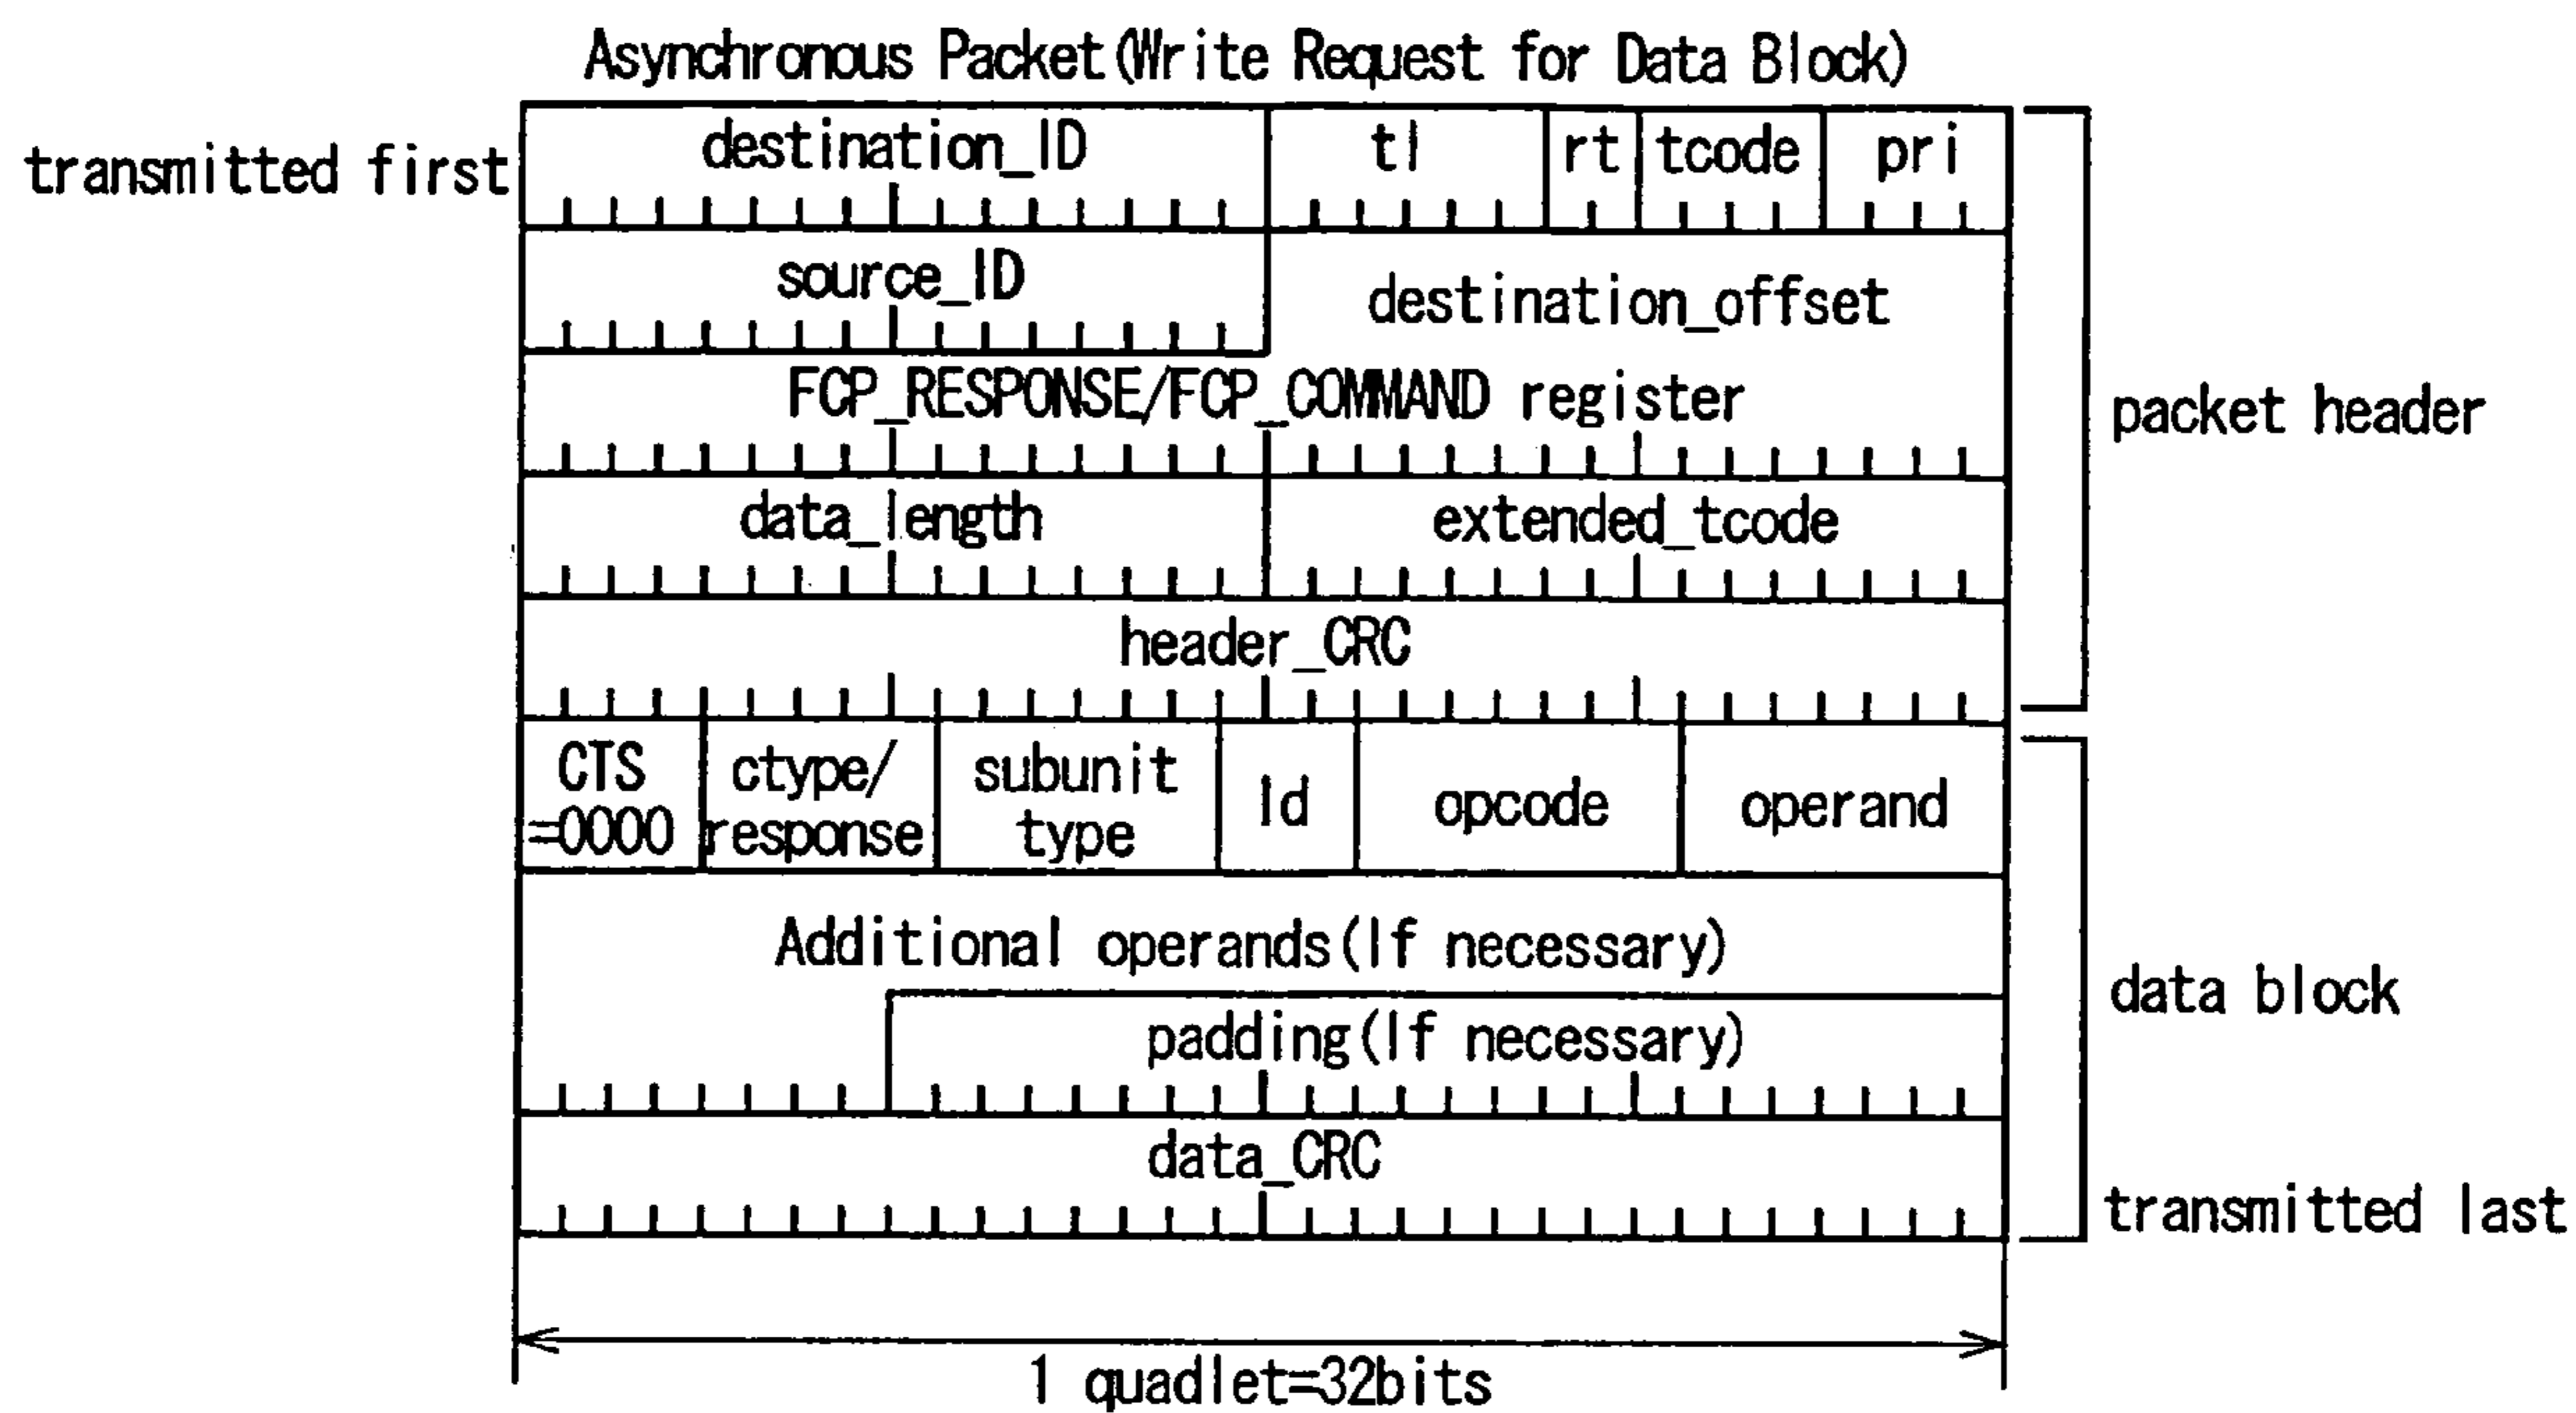 Asynchronous Packet(Write Request for Data Block)
transmitted first
destination_ID tl rt tcode pri
source_ID destination_offset
FCP_RESPONSE/FCP_COMMAND register
packet header
data_length extended_tcode
header_CRC
CTS =0000 ctype/ response subunit type Id opcode operand
Additional operands(If necessary)
data block
padding(If necessary)
data_CRC
transmitted last
1 quadlet=32bits